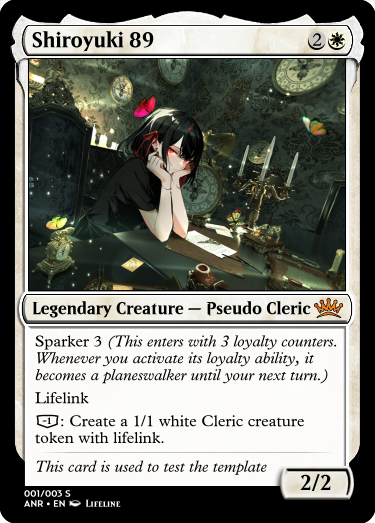 Shiroyuki 89
2
Legendary Creature — Pseudo Cleric
Sparker 3 (This enters with 3 loyalty counters.
Whenever you activate its loyalty ability, it
becomes a planeswalker until your next turn.)
Lifelink
-1: Create a 1/1 white Cleric creature
token with lifelink.
This card is used to test the template
2/2
001/003 S
ANR • EN Lifeline